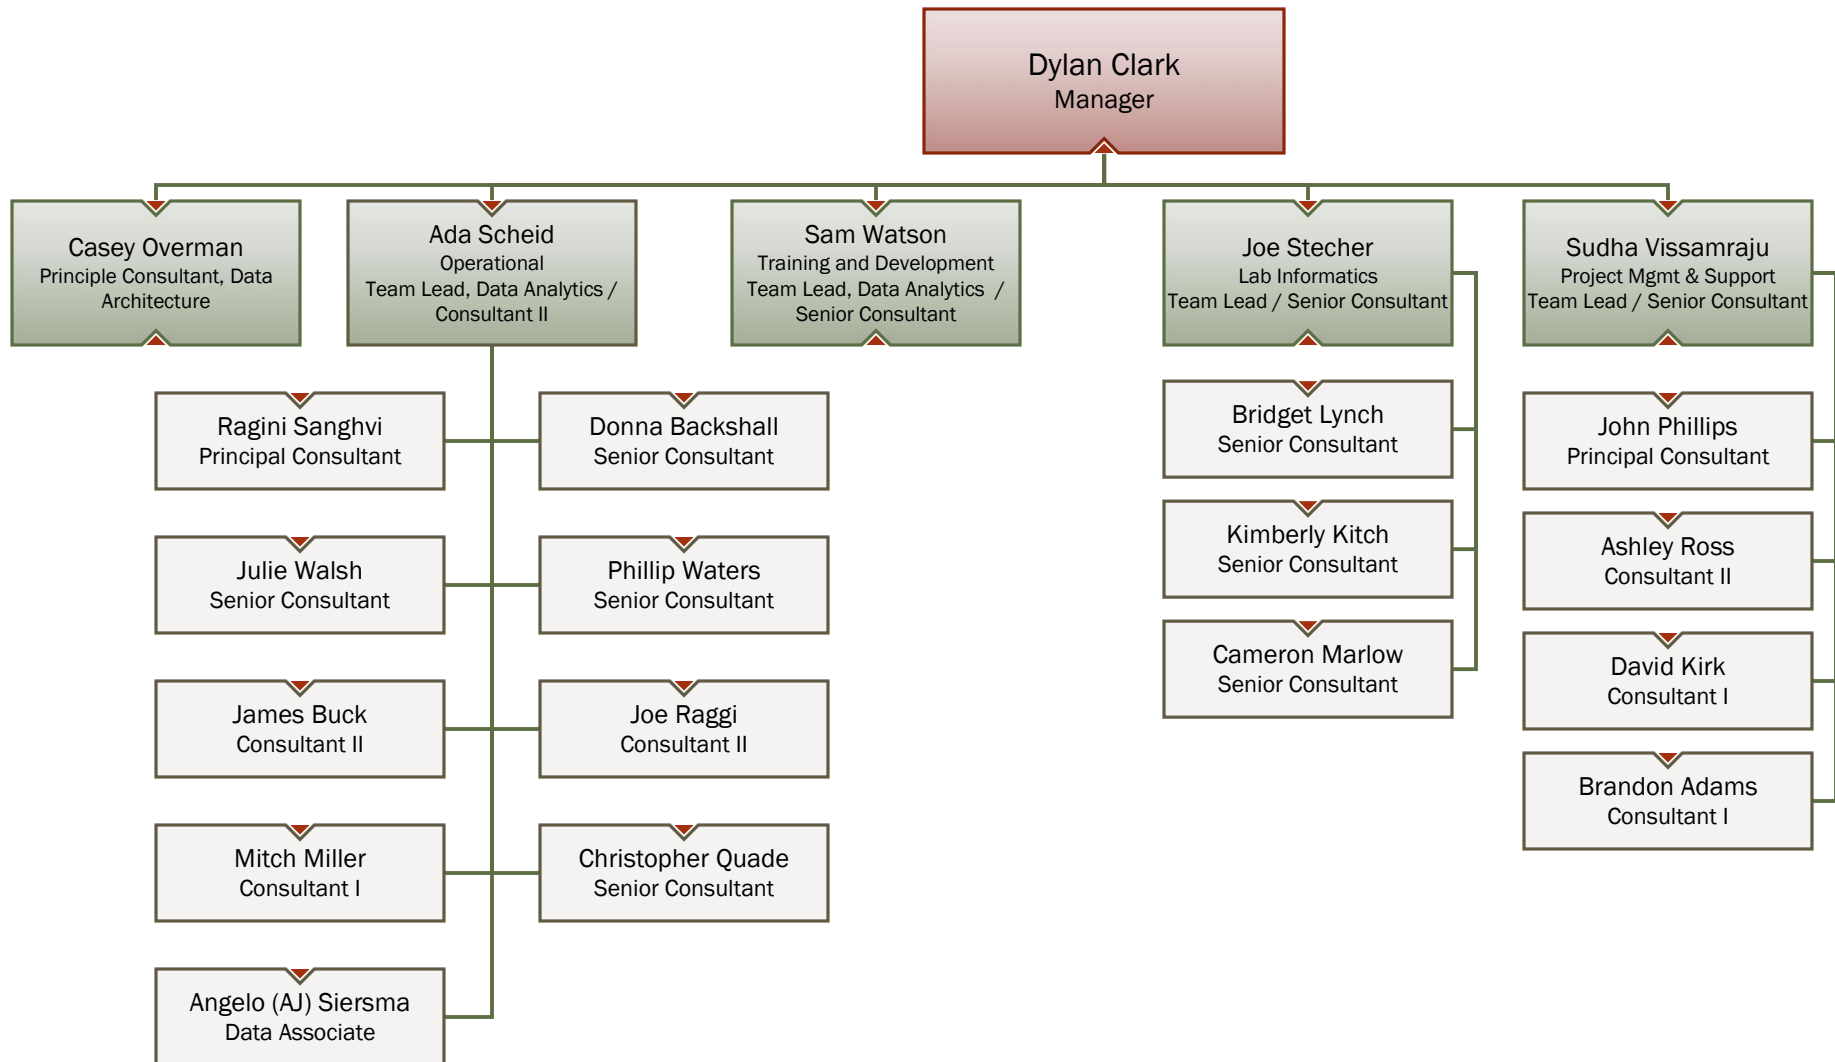 Dylan Clark
Manager
Casey Overman
Principle Consultant, Data
Architecture
Ada Scheid
Operational
Team Lead, Data Analytics /
Consultant II
Sam Watson
Training and Development
Team Lead, Data Analytics /
Senior Consultant
Joe Stecher
Lab Informatics
Team Lead / Senior Consultant
Sudha Vissamraju
Project Mgmt & Support
Team Lead / Senior Consultant
Ragini Sanghvi
Principal Consultant
Donna Backshall
Senior Consultant
Julie Walsh
Senior Consultant
Phillip Waters
Senior Consultant
James Buck
Consultant II
Joe Raggi
Consultant II
Mitch Miller
Consultant I
Christopher Quade
Senior Consultant
Angelo (AJ) Siersma
Data Associate
Bridget Lynch
Senior Consultant
Kimberly Kitch
Senior Consultant
Cameron Marlow
Senior Consultant
John Phillips
Principal Consultant
Ashley Ross
Consultant II
David Kirk
Consultant I
Brandon Adams
Consultant I